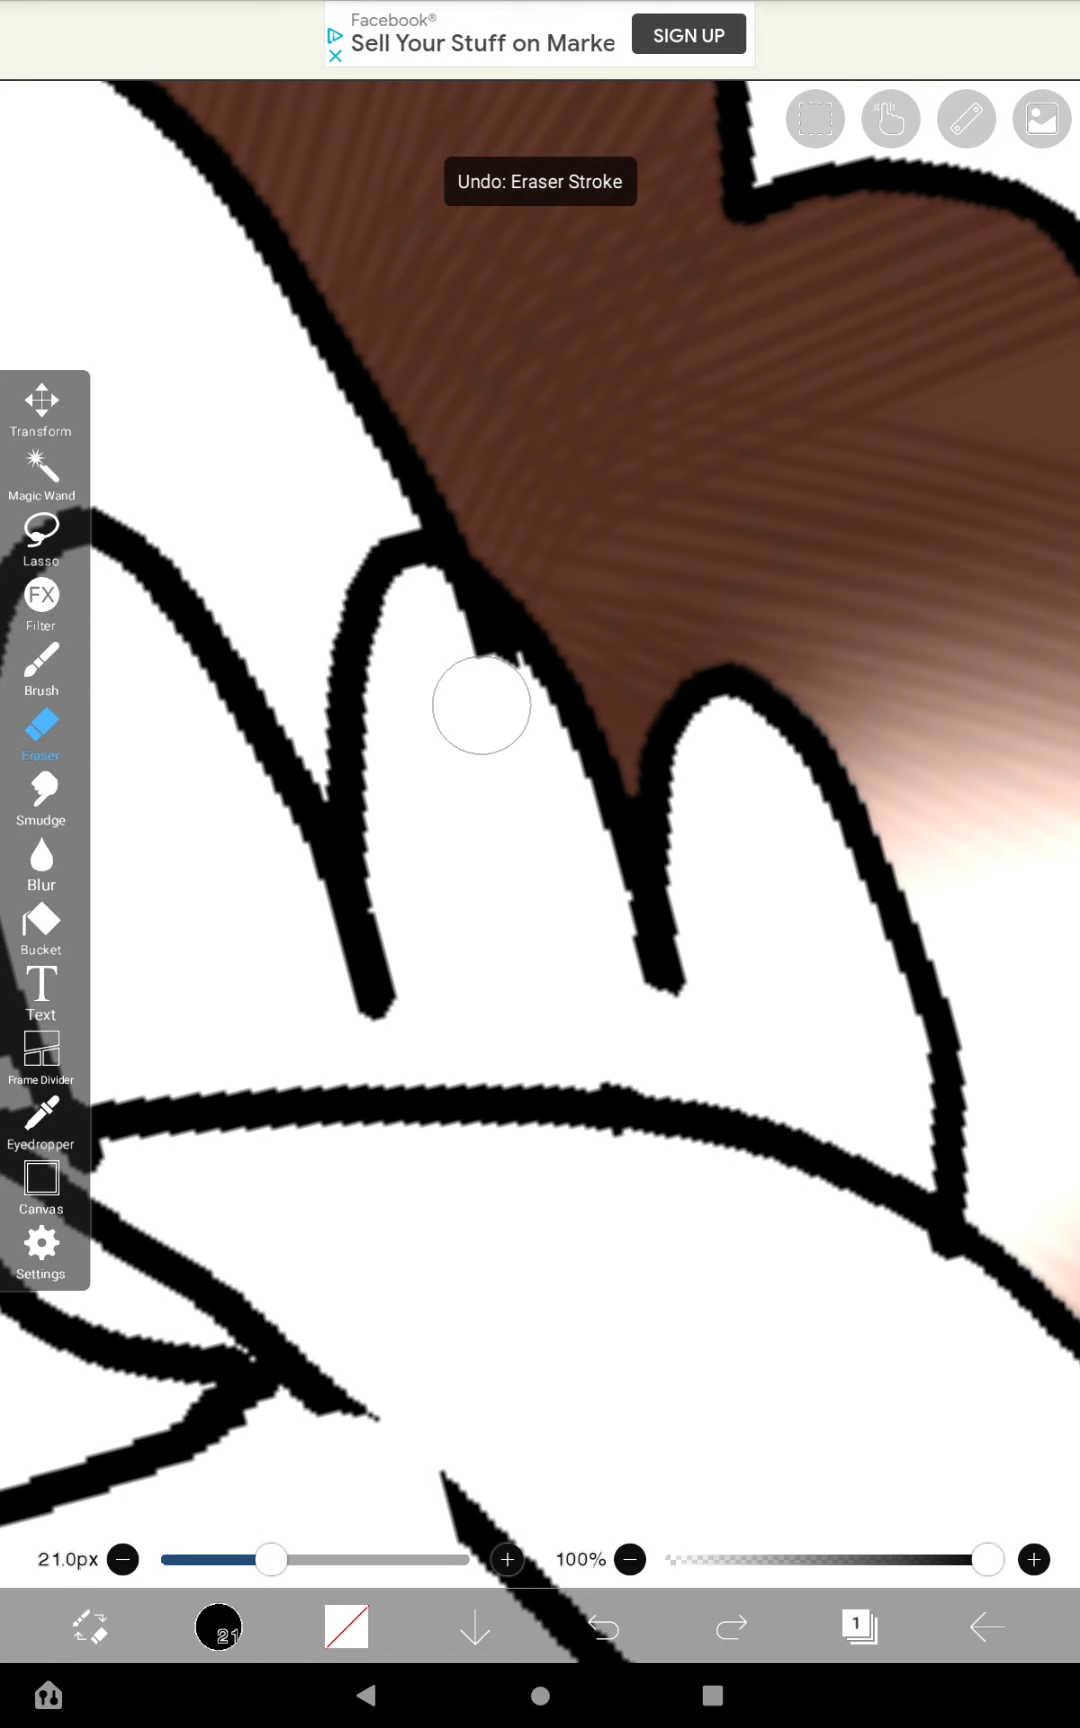 Facebook®
Sell Your Stuff on Marke
SIGN UP
Undo: Eraser Stroke
Transform
Magic Wand
Lasso
FX
Filter
Brush
Eraser
Smudge
Blur
Bucket
T
Text
Frame Divider
Eyedropper
Canvas
Settings
21.0px
100%
21
1